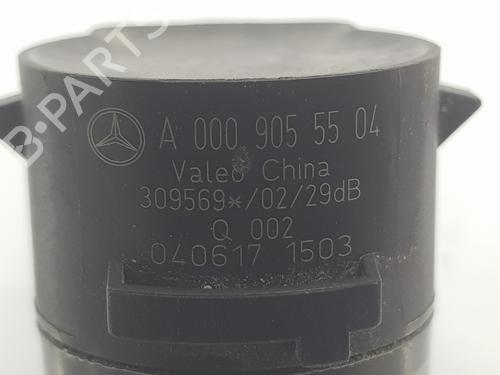 B-PARTS
A 000 905 55 04
Valeo China
309569*/02/29dB
Q 002
040617 1503